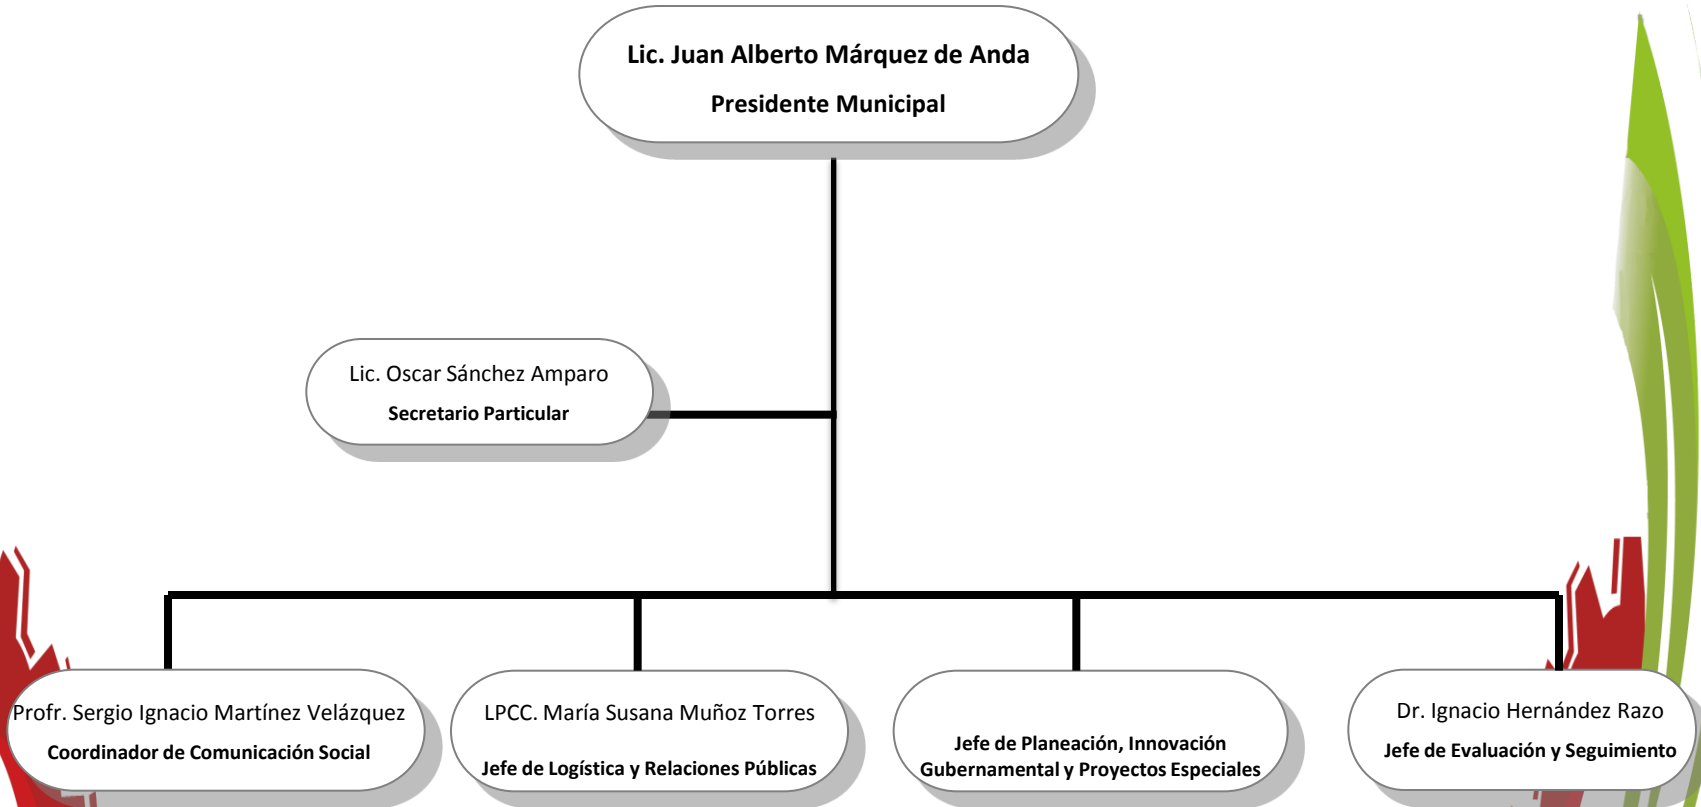 Lic. Juan Alberto Márquez de Anda
Presidente Municipal
Lic. Oscar Sánchez Amparo
Secretario Particular
Profr. Sergio Ignacio Martínez Velázquez
Coordinador de Comunicación Social
LPCC. María Susana Muñoz Torres
Jefe de Logística y Relaciones Públicas
Jefe de Planeación, Innovación
Gubernamental y Proyectos Especiales
Dr. Ignacio Hernández Razo
Jefe de Evaluación y Seguimiento